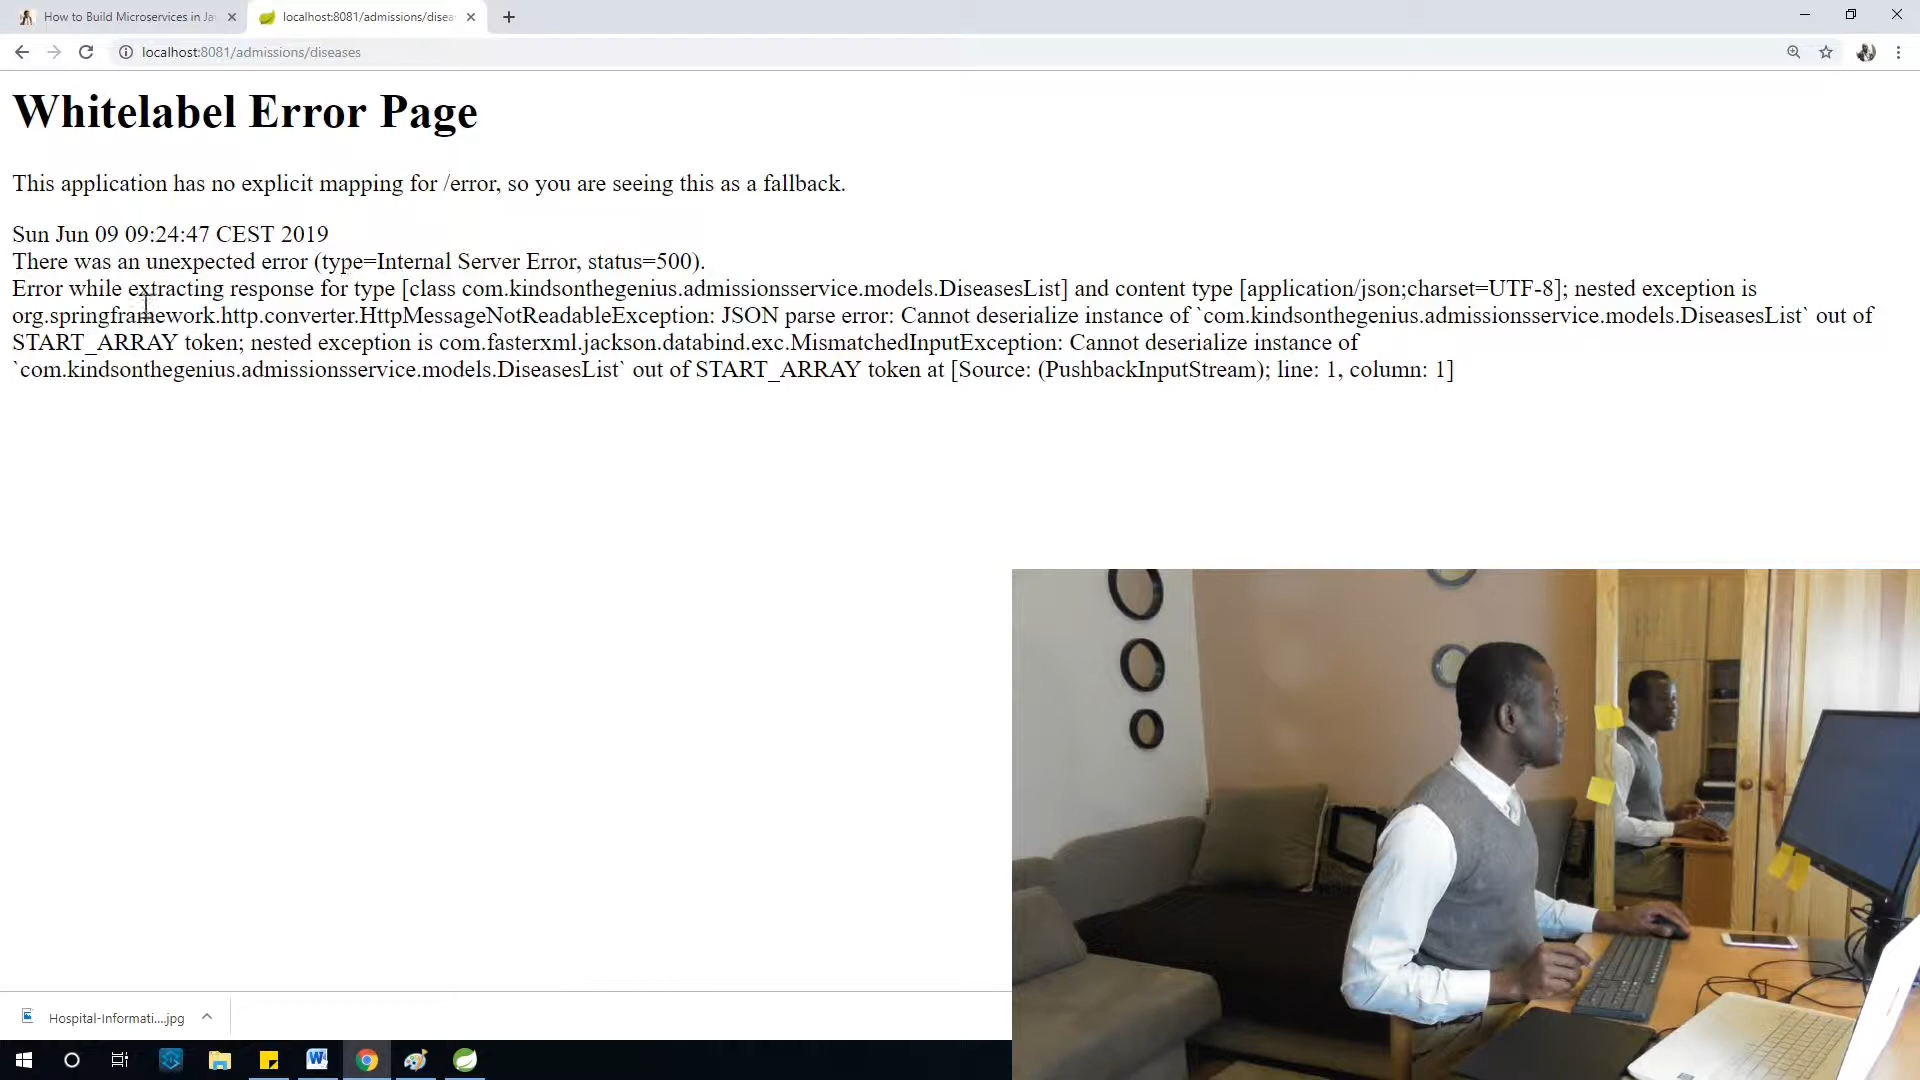 How to Build Microservices in Ja
localhost:8081/admissions/disea
localhost:8081/admissions/diseases
Whitelabel Error Page
This application has no explicit mapping for /error, so you are seeing this as a fallback.
Sun Jun 09 09:24:47 CEST 2019
There was an unexpected error (type=Internal Server Error, status=500).
Error while extracting response for type [class com.kindsonthegenius.admissionsservice.models.DiseasesList] and content type [application/json;charset=UTF-8]; nested exception is
org.springframework.http.converter.HttpMessageNotReadableException: JSON parse error: Cannot deserialize instance of `com.kindsonthegenius.admissionsservice.models.DiseasesList` out of
START_ARRAY token; nested exception is com.fasterxml.jackson.databind.exc.MismatchedInputException: Cannot deserialize instance of
`com.kindsonthegenius.admissionsservice.models.DiseasesList` out of START_ARRAY token at [Source: (PushbackInputStream); line: 1, column: 1]
Hospital-Informati....jpg